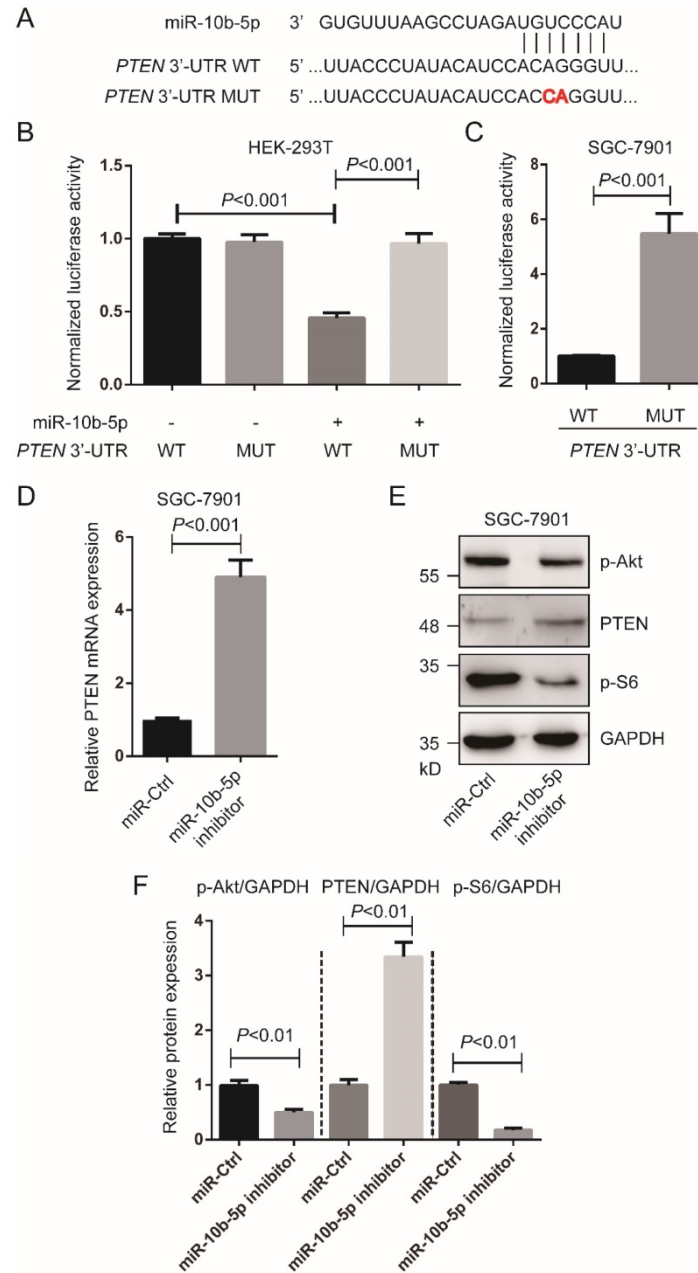 A
miR-10b-5p 3' GUGUUUAAGCCUAGAUGUCCCAU
PTEN 3'-UTR WT 5' ...UUACCCUAUACAUCCACAGGGUU...
PTEN 3'-UTR MUT 5' ...UUACCCUAUACAUCCACCAGGUU...
B
HEK-293T
Normalized luciferase activity
1.5
1.0
0.5
0.0
P<0.001
P<0.001
miR-10b-5p - - + +
PTEN 3'-UTR WT MUT WT MUT
C
SGC-7901
Normalized luciferase activity
8
6
4
2
0
P<0.001
WT MUT
PTEN 3'-UTR
D
SGC-7901
Relative PTEN mRNA expression
6
4
2
0
P<0.001
miR-Ctrl
miR-10b-5p
inhibitor
E
SGC-7901
55
p-Akt
48
PTEN
35
p-S6
35
GAPDH
kD
miR-Ctrl
miR-10b-5p
inhibitor
F
p-Akt/GAPDH PTEN/GAPDH p-S6/GAPDH
Relative protein expession
4
3
2
1
0
P<0.01
P<0.01
P<0.01
miR-Ctrl
miR-10b-5p inhibitor
miR-Ctrl
miR-10b-5p inhibitor
miR-Ctrl
miR-10b-5p inhibitor